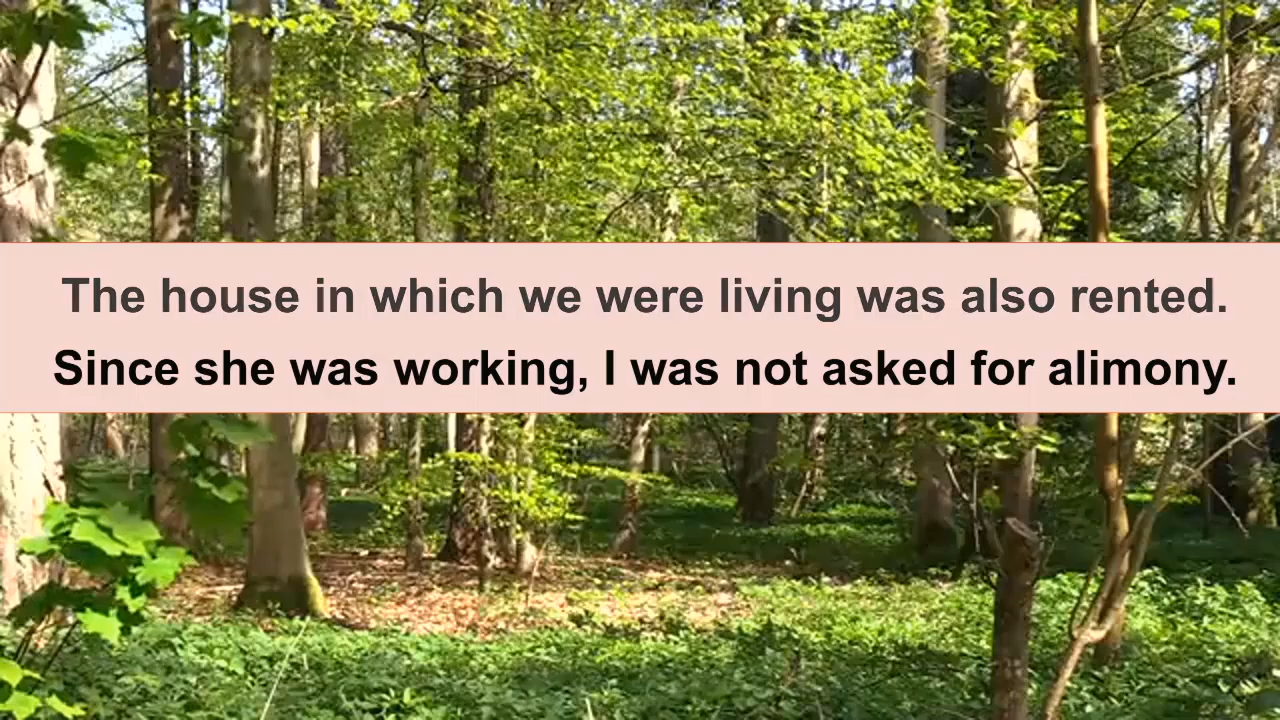 The house in which we were living was also rented.
Since she was working, I was not asked for alimony.